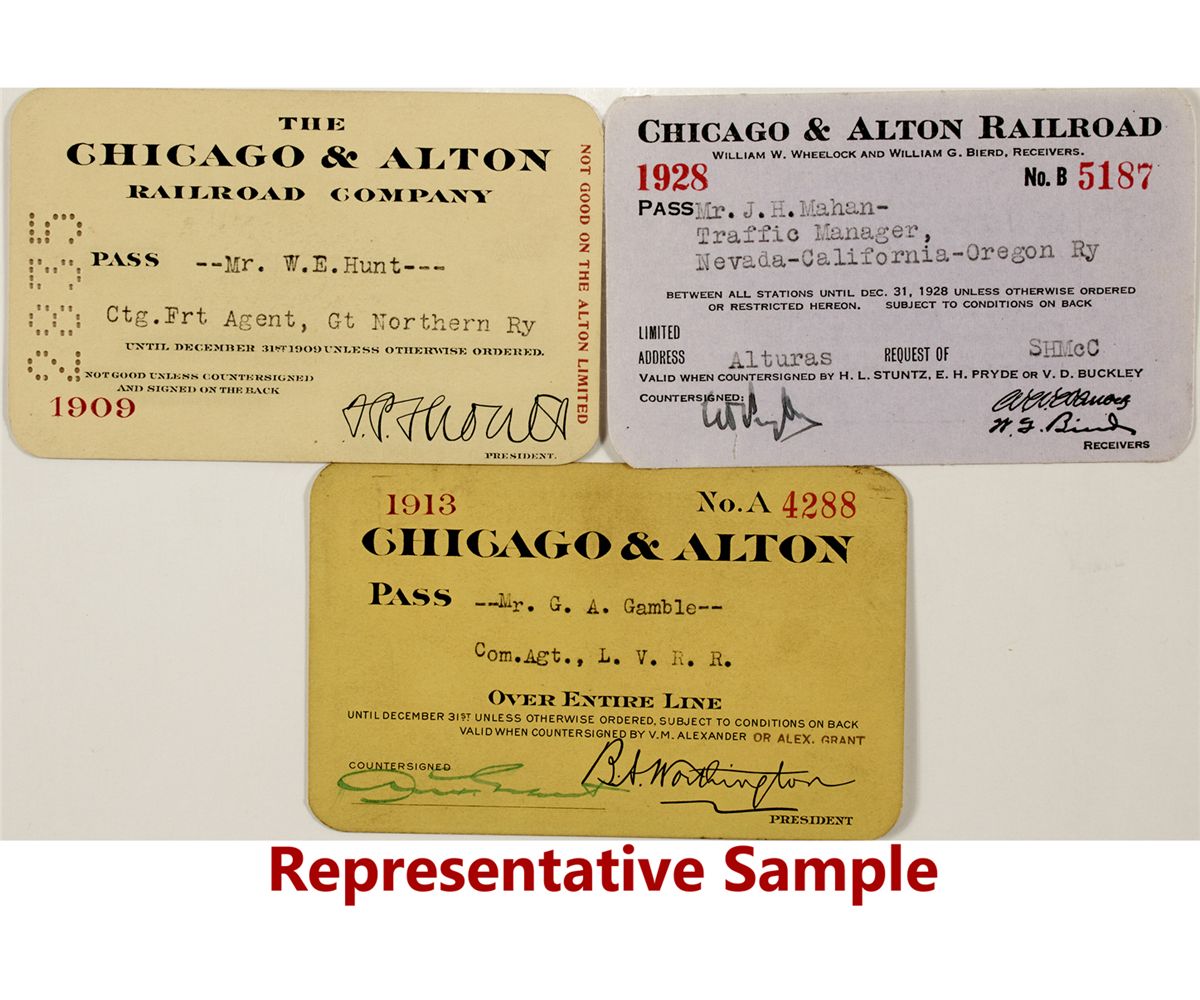 THE
CHICAGO & ALTON
RAILROAD COMPANY
PASS --Mr. W.E.Hunt---
Ctg.Frt Agent, Gt Northern Ry
UNTIL DECEMBER 31ST 1909 UNLESS OTHERWISE ORDERED.
NOT GOOD UNLESS COUNTERSIGNED
AND SIGNED ON THE BACK
1909
PRESIDENT.
NOT GOOD ON THE ALTON LIMITED
CHICAGO & ALTON RAILROAD
WILLIAM W. WHEELOCK AND WILLIAM G. BIERD, RECEIVERS.
1928 No. B 5187
PASS Mr. J.H.Mahan-
Traffic Manager,
Nevada-California-Oregon Ry
BETWEEN ALL STATIONS UNTIL DEC. 31, 1928 UNLESS OTHERWISE ORDERED
OR RESTRICTED HEREON. SUBJECT TO CONDITIONS ON BACK
LIMITED
ADDRESS Alturas REQUEST OF SHMcC
VALID WHEN COUNTERSIGNED BY H. L. STUNTZ, E. H. PRYDE OR V. D. BUCKLEY
COUNTERSIGNED:
W. G. Bierd
RECEIVERS
1913 No. A 4288
CHICAGO & ALTON
PASS --Mr. G. A. Gamble--
Com.Agt., L. V. R. R.
OVER ENTIRE LINE
UNTIL DECEMBER 31ST UNLESS OTHERWISE ORDERED, SUBJECT TO CONDITIONS ON BACK
VALID WHEN COUNTERSIGNED BY V.M. ALEXANDER OR ALEX. GRANT
COUNTERSIGNED
B.A. Worthington
PRESIDENT
Representative Sample